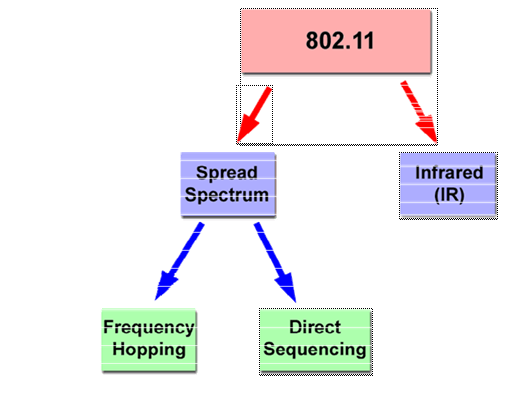 802.11
Spread
Spectrum
Infrared
(IR)
Frequency
Hopping
Direct
Sequencing